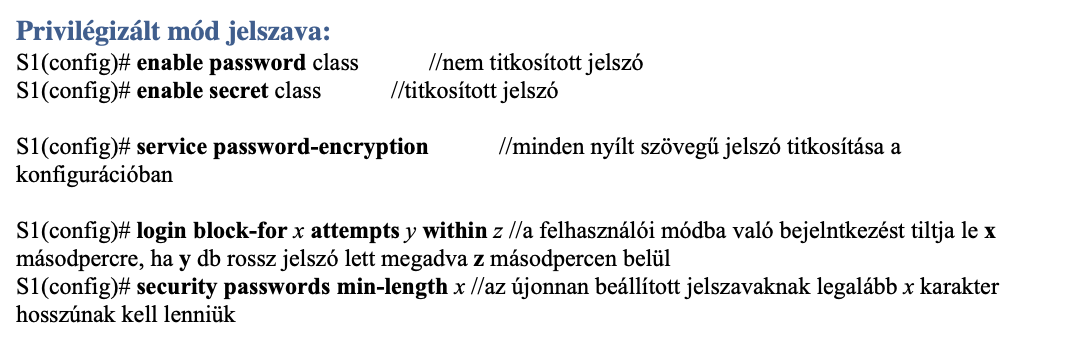 Privilégizált mód jelszava:
S1(config)# enable password class //nem titkosított jelszó
S1(config)# enable secret class //titkosított jelszó
S1(config)# service password-encryption //minden nyílt szövegű jelszó titkosítása a
konfigurációban
S1(config)# login block-for x attempts y within z //a felhasználói módba való bejelntkezést tiltja le x
másodpercre, ha y db rossz jelszó lett megadva z másodpercen belül
S1(config)# security passwords min-length x //az újonnan beállított jelszavaknak legalább x karakter
hosszúnak kell lenniük